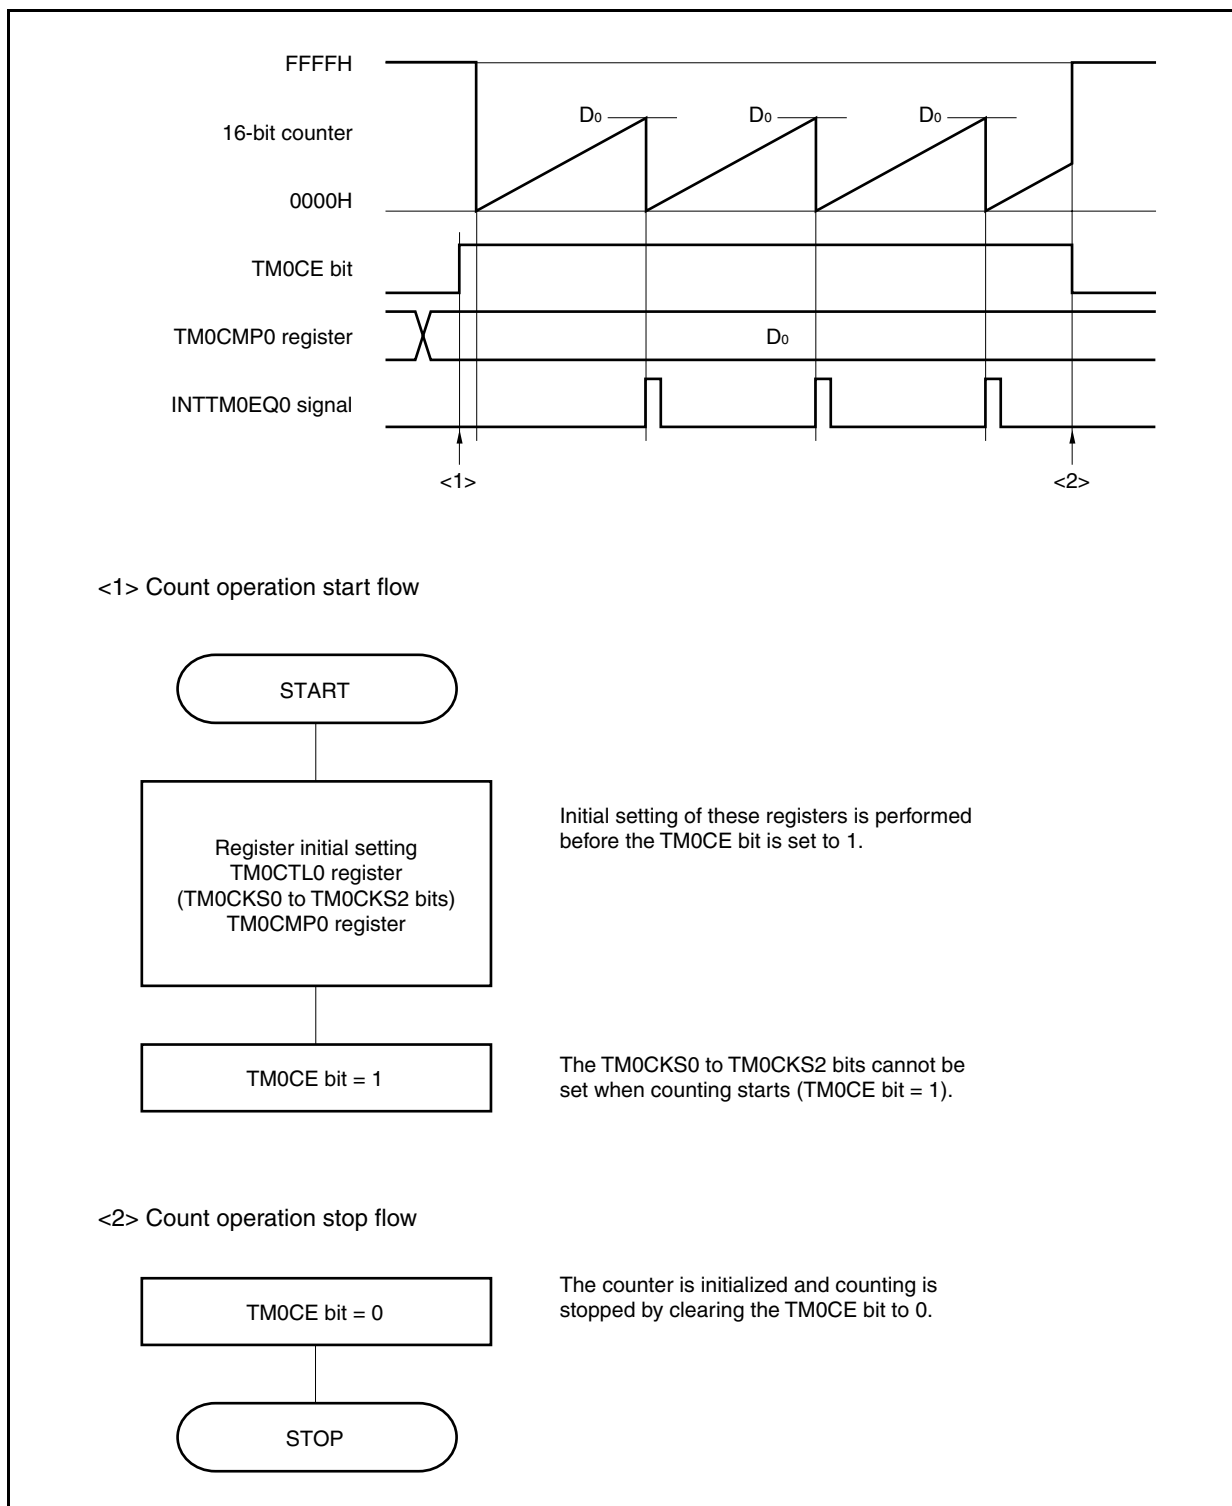 FFFFH
D0 D0 D0
16-bit counter
0000H
TM0CE bit
TM0CMP0 register D0
INTTM0EQ0 signal
<1> <2>
<1> Count operation start flow
START
Register initial setting
TM0CTL0 register
(TM0CKS0 to TM0CKS2 bits)
TM0CMP0 register
Initial setting of these registers is performed
before the TM0CE bit is set to 1.
TM0CE bit = 1
The TM0CKS0 to TM0CKS2 bits cannot be
set when counting starts (TM0CE bit = 1).
<2> Count operation stop flow
TM0CE bit = 0
The counter is initialized and counting is
stopped by clearing the TM0CE bit to 0.
STOP